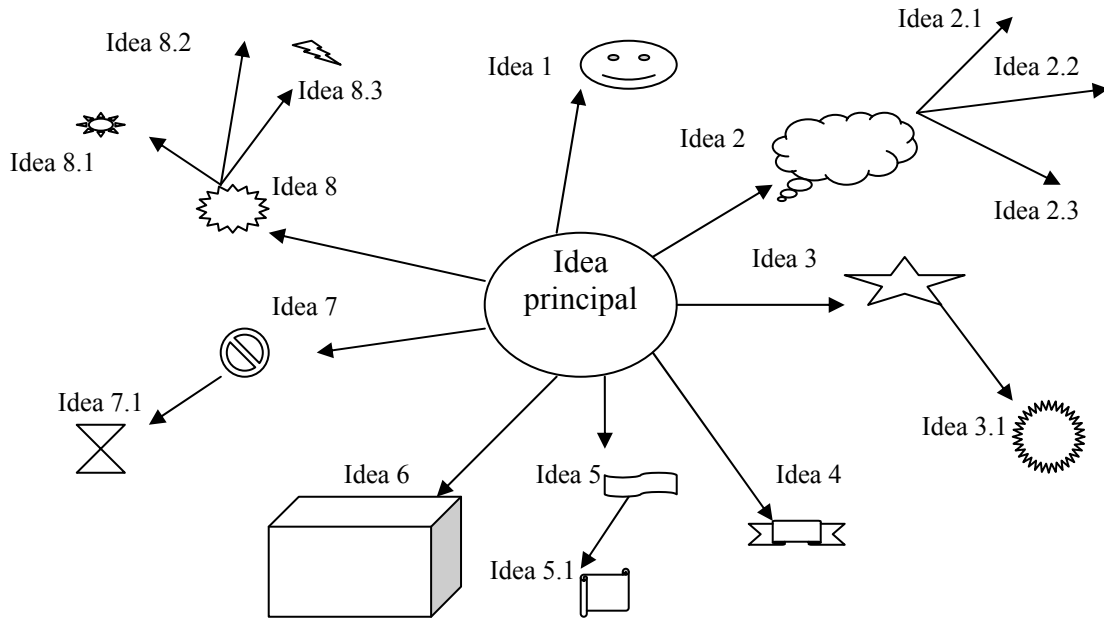 Idea 2.1
Idea 8.2
Idea 1
Idea 2.2
Idea 8.3
Idea 2
Idea 8.1
Idea 8
Idea 2.3
Idea
principal
Idea 3
Idea 7
Idea 7.1
Idea 3.1
Idea 6
Idea 5
Idea 4
Idea 5.1